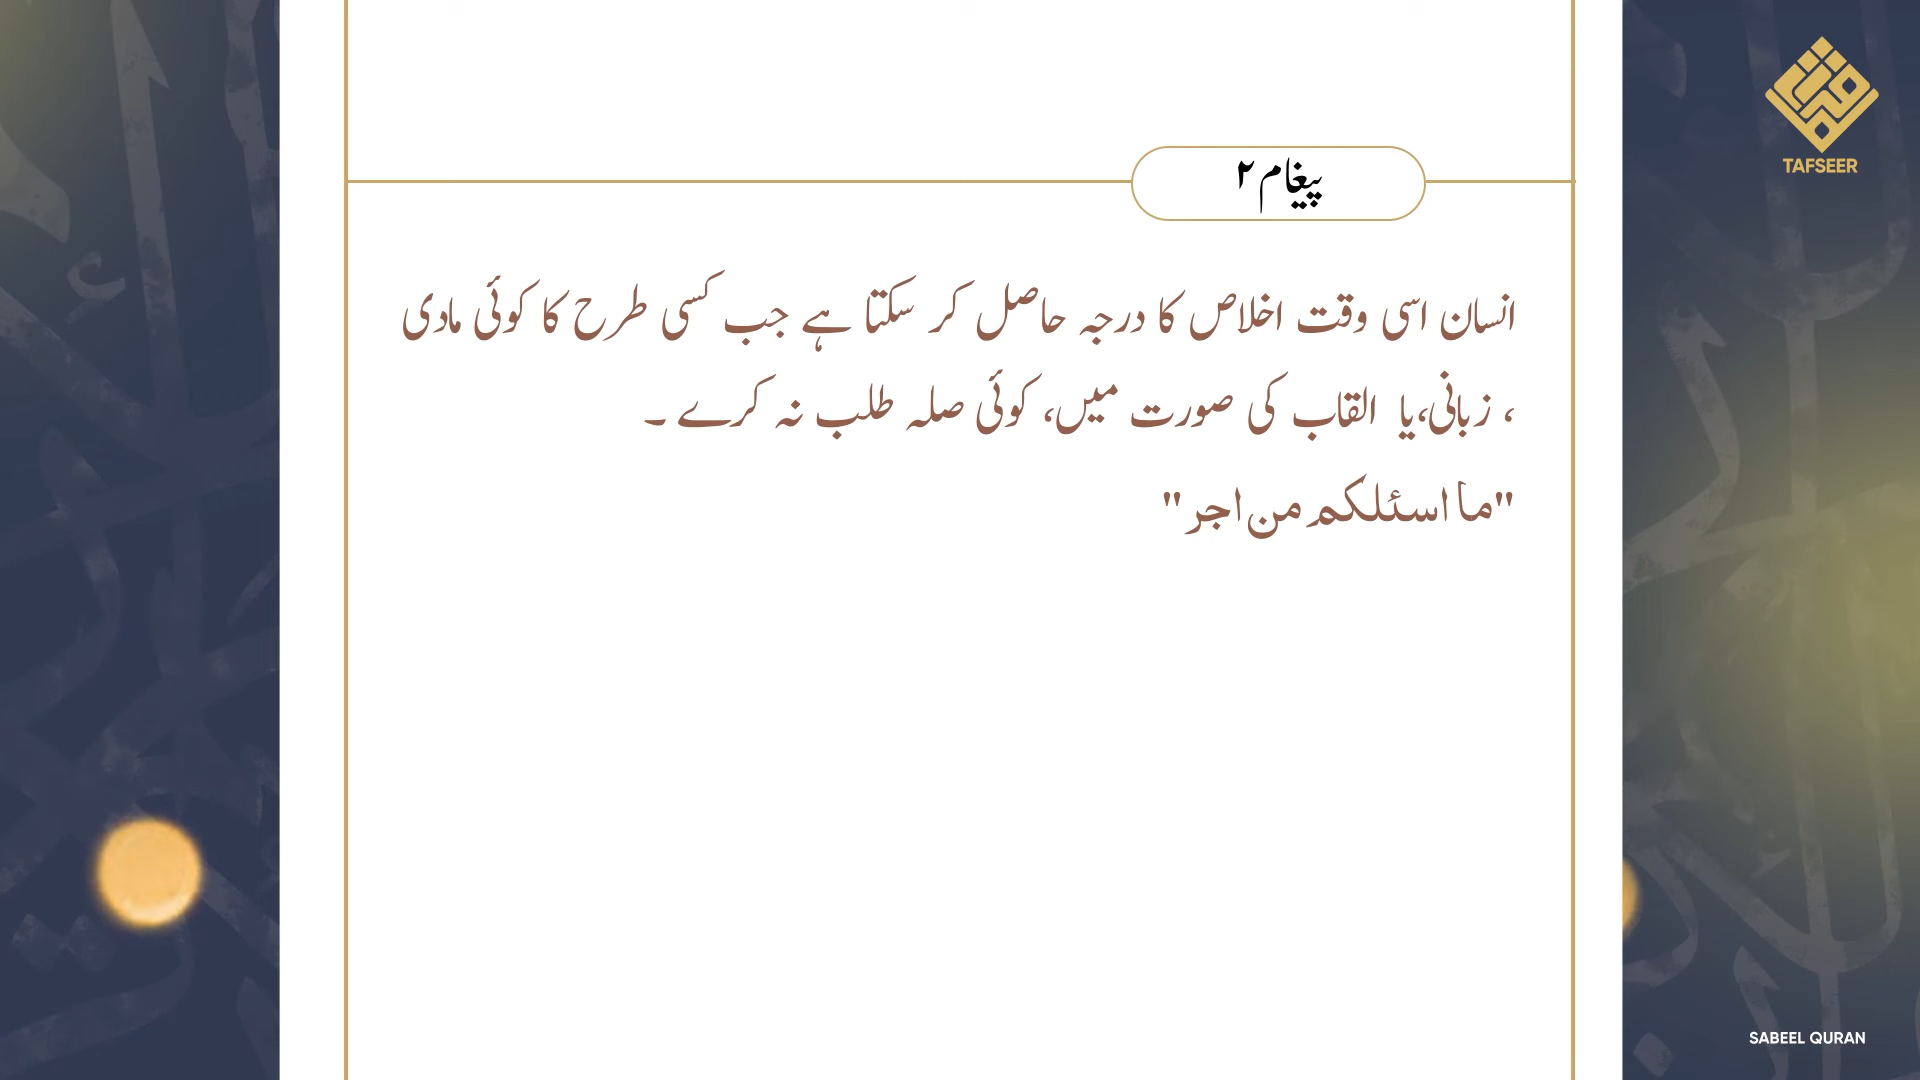 پیغام ۲
انسان اسی وقت اخلاص کا درجہ حاصل کر سکتا ہے جب کسی طرح کا کوئی مادی
، زبانی،یا القاب کی صورت میں، کوئی صلہ طلب نہ کرے ۔
"ما اسئلکم من اجر"
TAFSEER
SABEEL QURAN